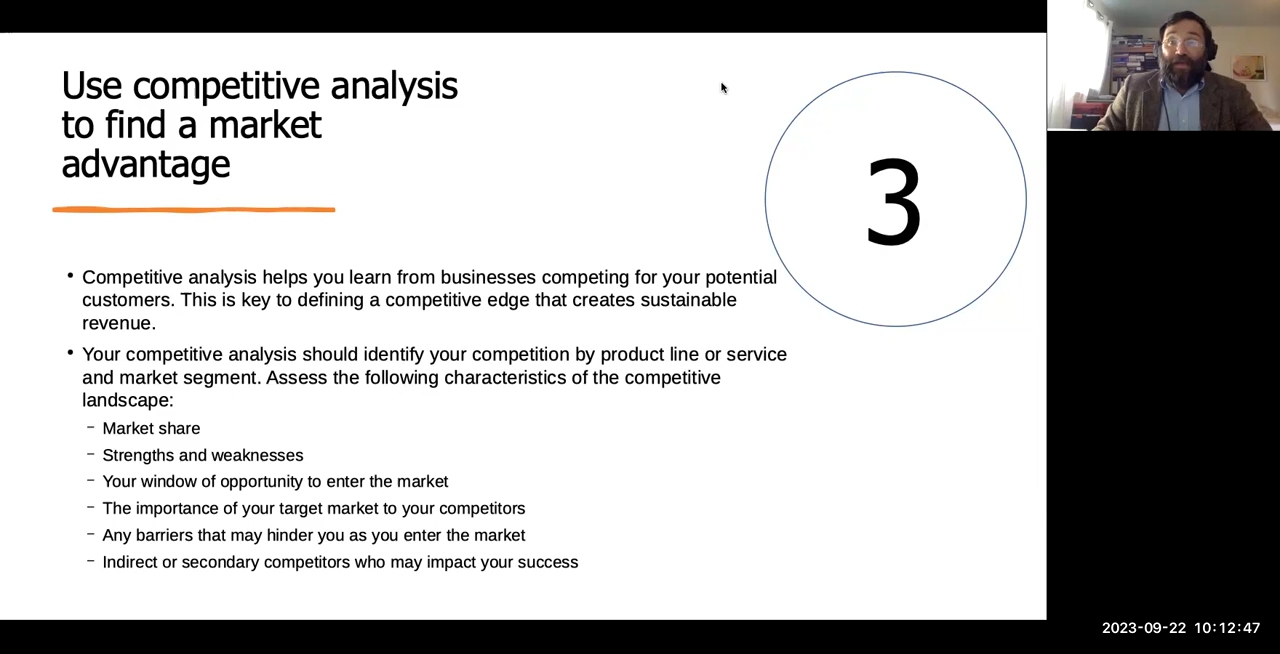 Use competitive analysis
to find a market
advantage
3
• Competitive analysis helps you learn from businesses competing for your potential
customers. This is key to defining a competitive edge that creates sustainable
revenue.
• Your competitive analysis should identify your competition by product line or service
and market segment. Assess the following characteristics of the competitive
landscape:
– Market share
– Strengths and weaknesses
– Your window of opportunity to enter the market
– The importance of your target market to your competitors
– Any barriers that may hinder you as you enter the market
– Indirect or secondary competitors who may impact your success
2023-09-22 10:12:47